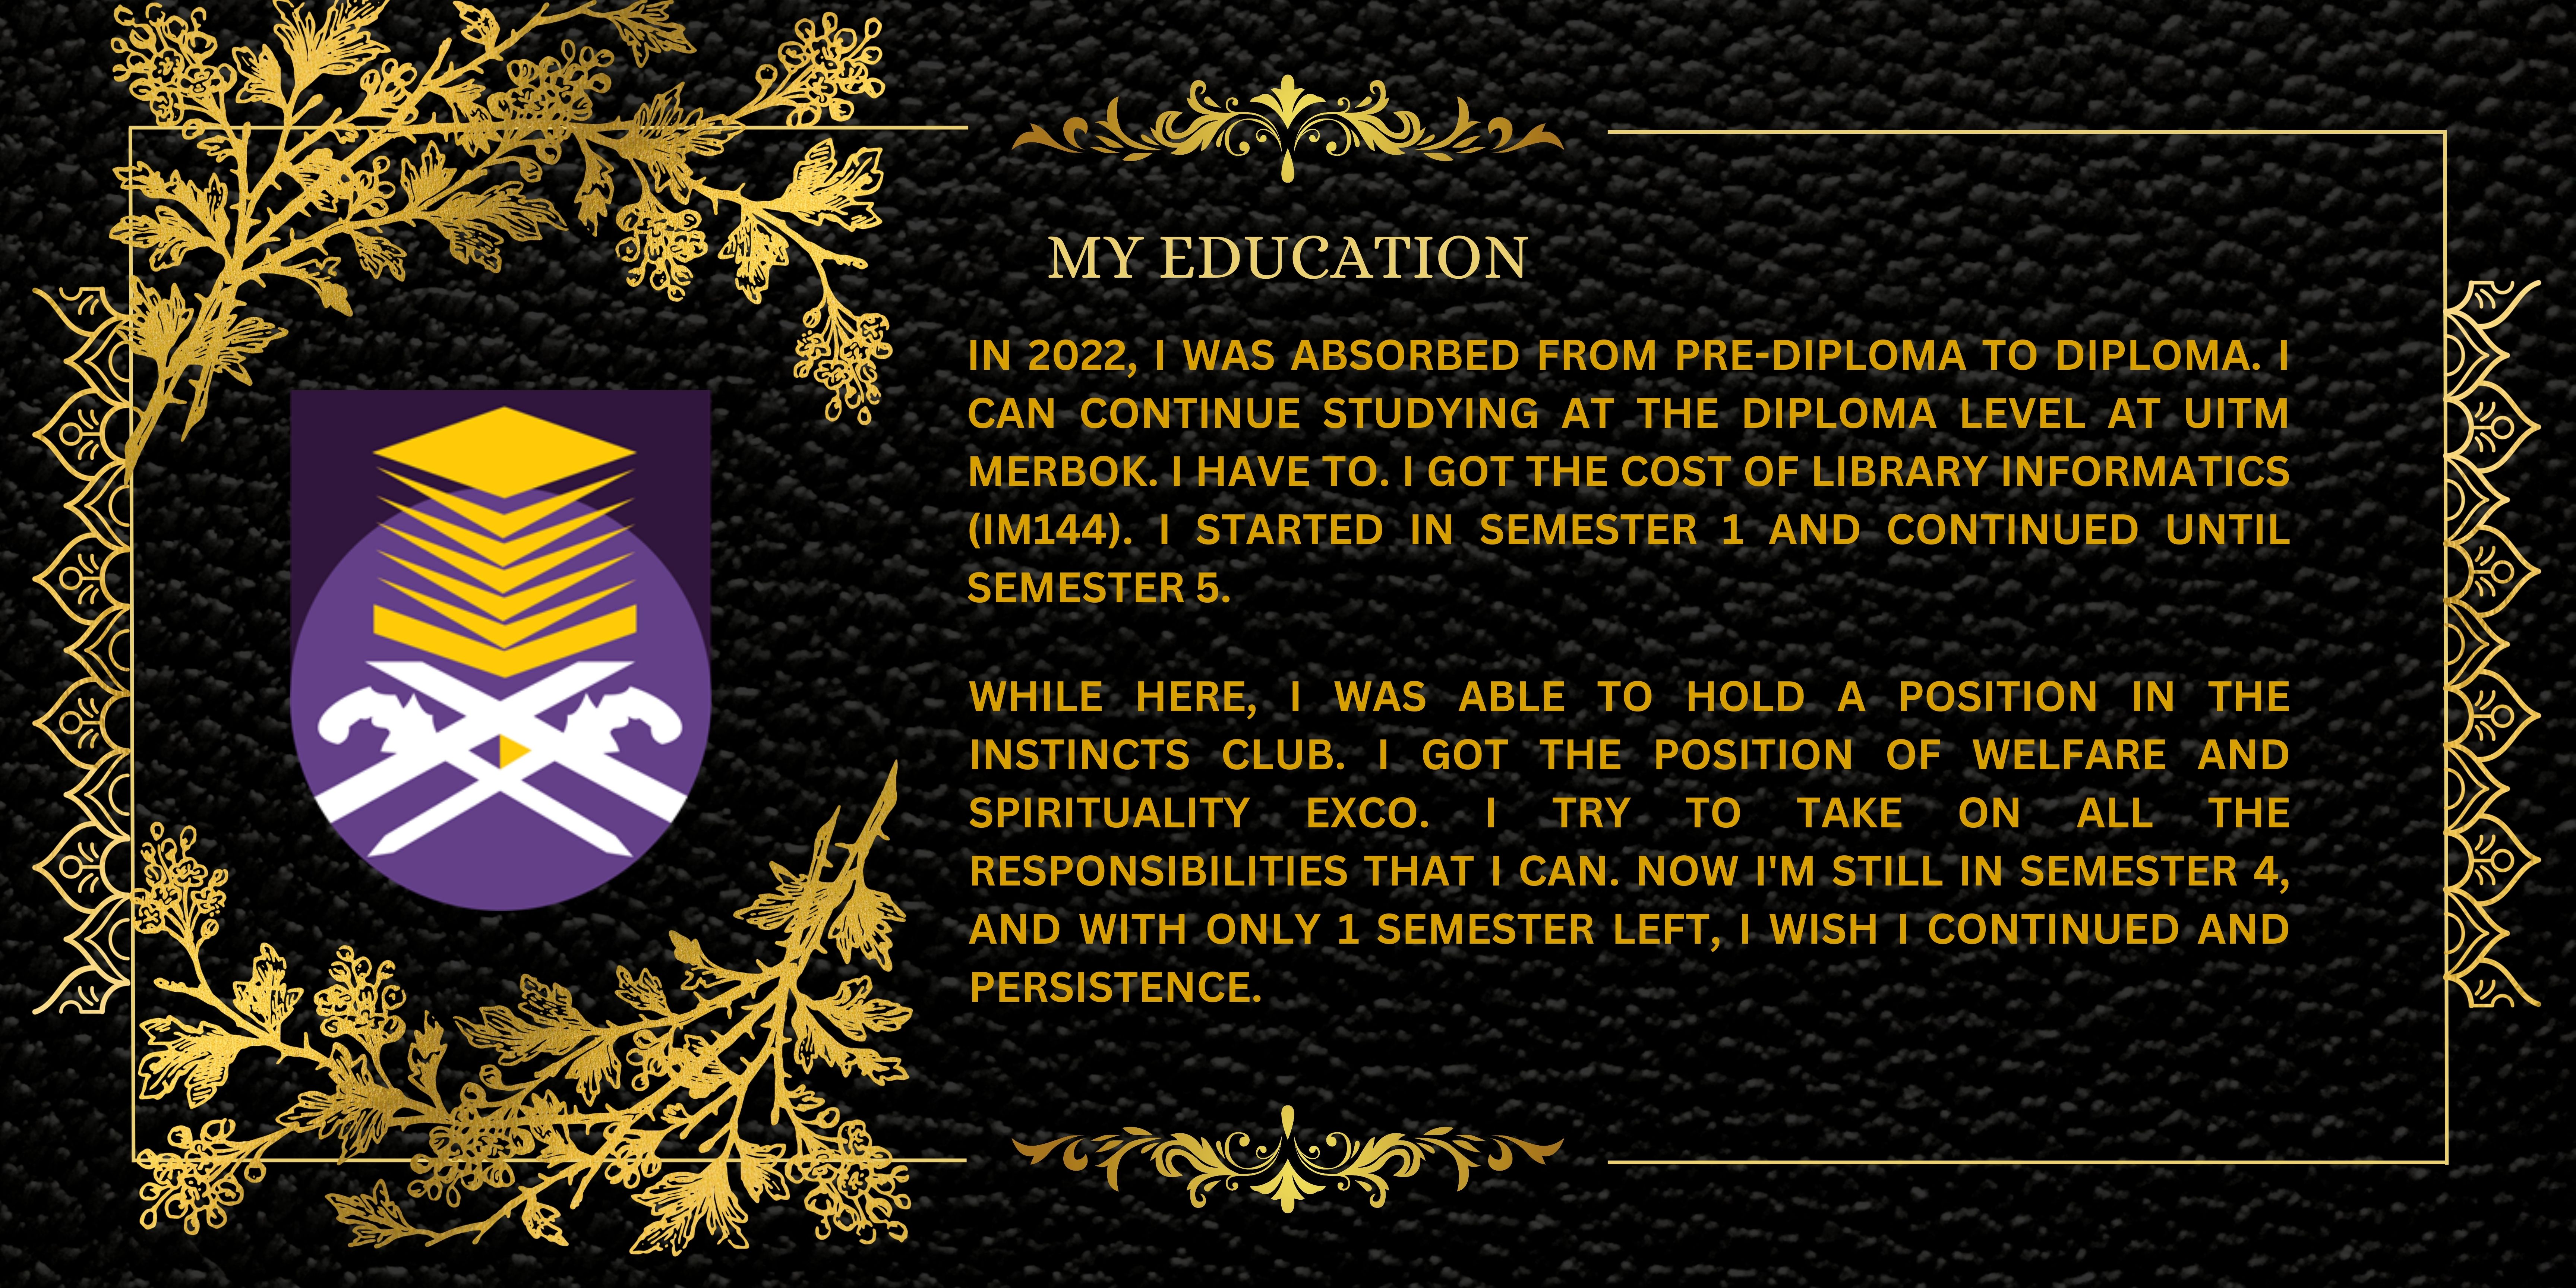 MY EDUCATION
IN 2022, I WAS ABSORBED FROM PRE-DIPLOMA TO DIPLOMA. I
CAN CONTINUE STUDYING AT THE DIPLOMA LEVEL AT UITM
MERBOK. I HAVE TO. I GOT THE COST OF LIBRARY INFORMATICS
(IM144). I STARTED IN SEMESTER 1 AND CONTINUED UNTIL
SEMESTER 5.
WHILE HERE, I WAS ABLE TO HOLD A POSITION IN THE
INSTINCTS CLUB. I GOT THE POSITION OF WELFARE AND
SPIRITUALITY EXCO. I TRY TO TAKE ON ALL THE
RESPONSIBILITIES THAT I CAN. NOW I'M STILL IN SEMESTER 4,
AND WITH ONLY 1 SEMESTER LEFT, I WISH I CONTINUED AND
PERSISTENCE.